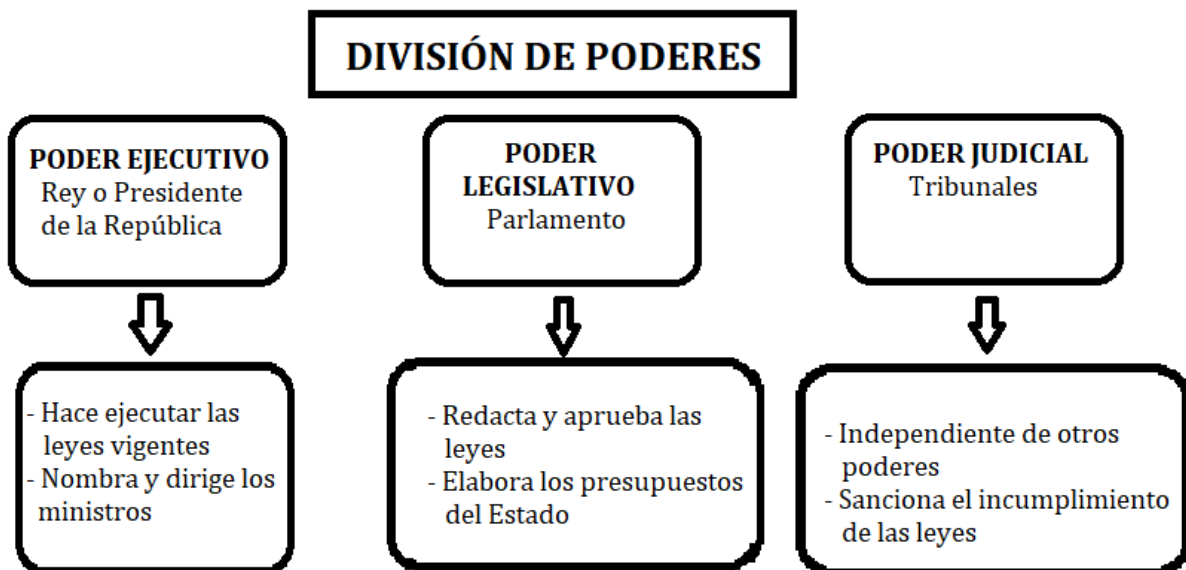 DIVISIÓN DE PODERES
PODER EJECUTIVO
Rey o Presidente
de la República
PODER
LEGISLATIVO
Parlamento
PODER JUDICIAL
Tribunales
- Hace ejecutar las
leyes vigentes
- Nombra y dirige los
ministros
- Redacta y aprueba las
leyes
- Elabora los presupuestos
del Estado
- Independiente de otros
poderes
- Sanciona el incumplimiento
de las leyes